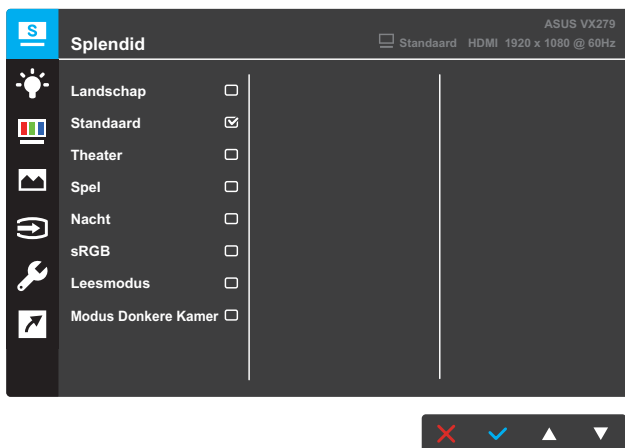 S
ASUS VX279
Splendid
Standaard HDMI 1920 x 1080 @ 60Hz
Landschap
Standaard
Theater
Spel
Nacht
sRGB
Leesmodus
Modus Donkere Kamer